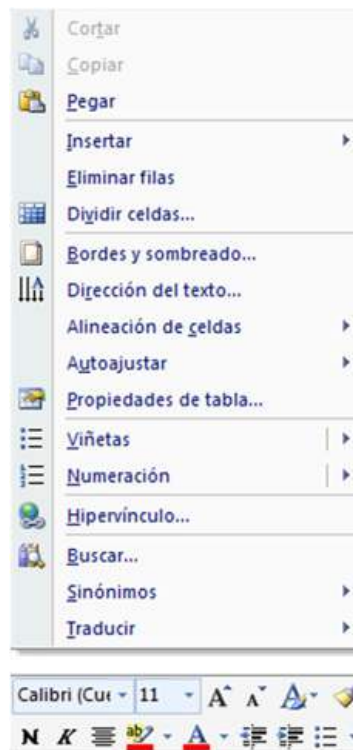 Cortar
Copiar
Pegar
Insertar
Eliminar filas
Dividir celdas...
Bordes y sombreado...
Dirección del texto...
Alineación de celdas
Autoajustar
Propiedades de tabla...
Viñetas
Numeración
Hipervínculo...
Buscar...
Sinónimos
Traducir
Calibri (Cue 11 A A A
N K ab A